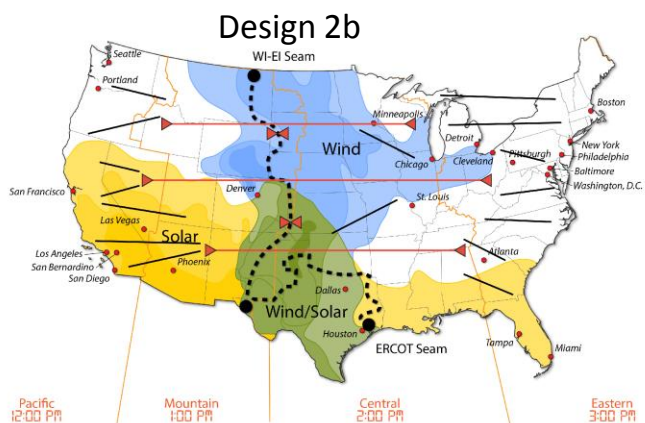 Design 2b
WI-EI Seam
Seattle
Portland
Minneapolis
Boston
Wind
Detroit
New York
Chicago
Cleveland
Pittsburgh
Philadelphia
Baltimore
San Francisco
Denver
Washington, D.C.
St. Louis
Las Vegas
Solar
Los Angeles
Atlanta
San Bernardino
Phoenix
San Diego
Dallas
Wind/Solar
Houston
ERCOT Seam
Tampa
Miami
Pacific
12:00 PM
Mountain
1:00 PM
Central
2:00 PM
Eastern
3:00 PM